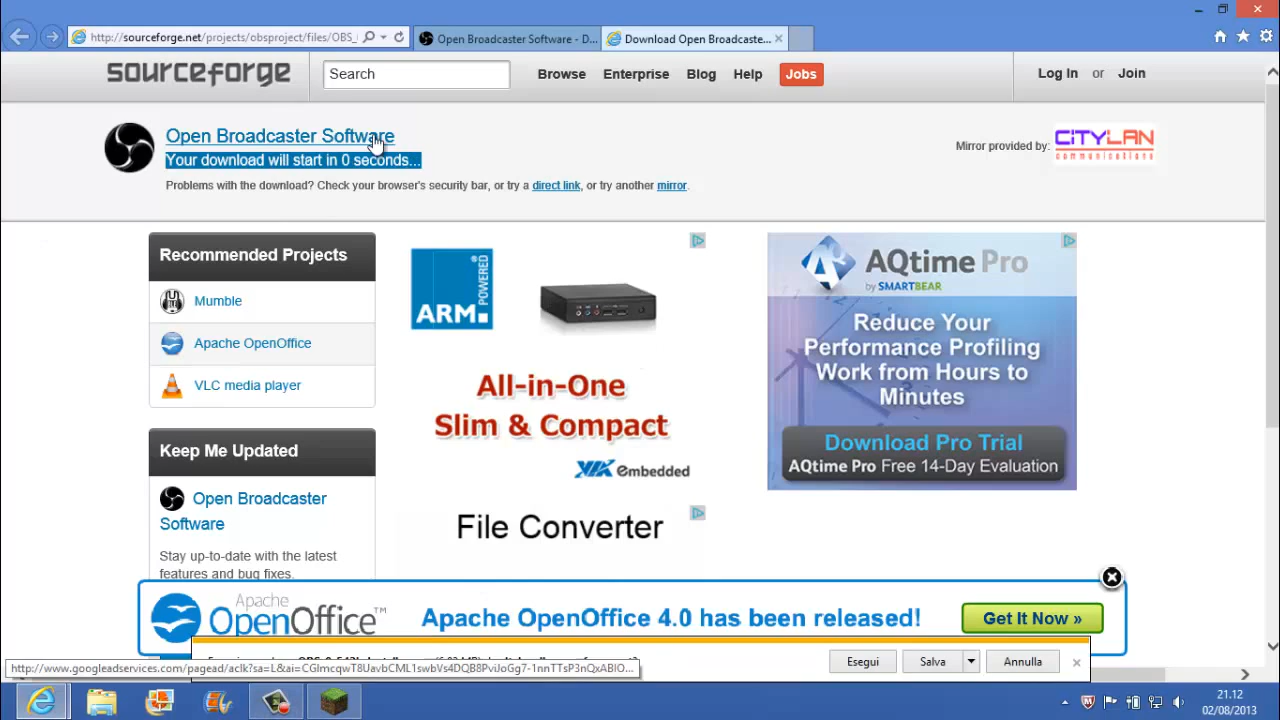 http://sourceforge.net/projects/obsproject/files/OBS_
Open Broadcaster Software - D...
Download Open Broadcaste...
sourceforge
Search
Browse
Enterprise
Blog
Help
Jobs
Log In or Join
Open Broadcaster Software
Your download will start in 0 seconds...
Problems with the download? Check your browser's security bar, or try a direct link, or try another mirror.
Mirror provided by:
CITYLAN
communications
Recommended Projects
Mumble
Apache OpenOffice
VLC media player
Keep Me Updated
Open Broadcaster
Software
Stay up-to-date with the latest
features and bug fixes.
ARM POWERED
All-in-One
Slim & Compact
VIA Embedded
File Converter
AQtime Pro
by SMARTBEAR
Reduce Your
Performance Profiling
Work from Hours to
Minutes
Download Pro Trial
AQtime Pro Free 14-Day Evaluation
Apache
OpenOffice™
Apache OpenOffice 4.0 has been released!
Get It Now »
Esegui
Salva
Annulla
21.12
02/08/2013